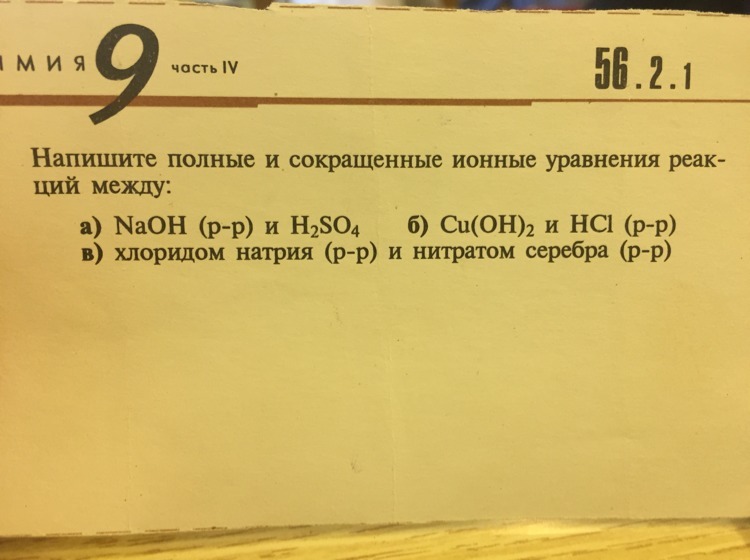 ИМИЯ 9 часть IV 56.2.1
Напишите полные и сокращенные ионные уравнения реак-
ций между:
а) NaOH (р-р) и H₂SO₄ б) Cu(OH)₂ и HCl (р-р)
в) хлоридом натрия (р-р) и нитратом серебра (р-р)